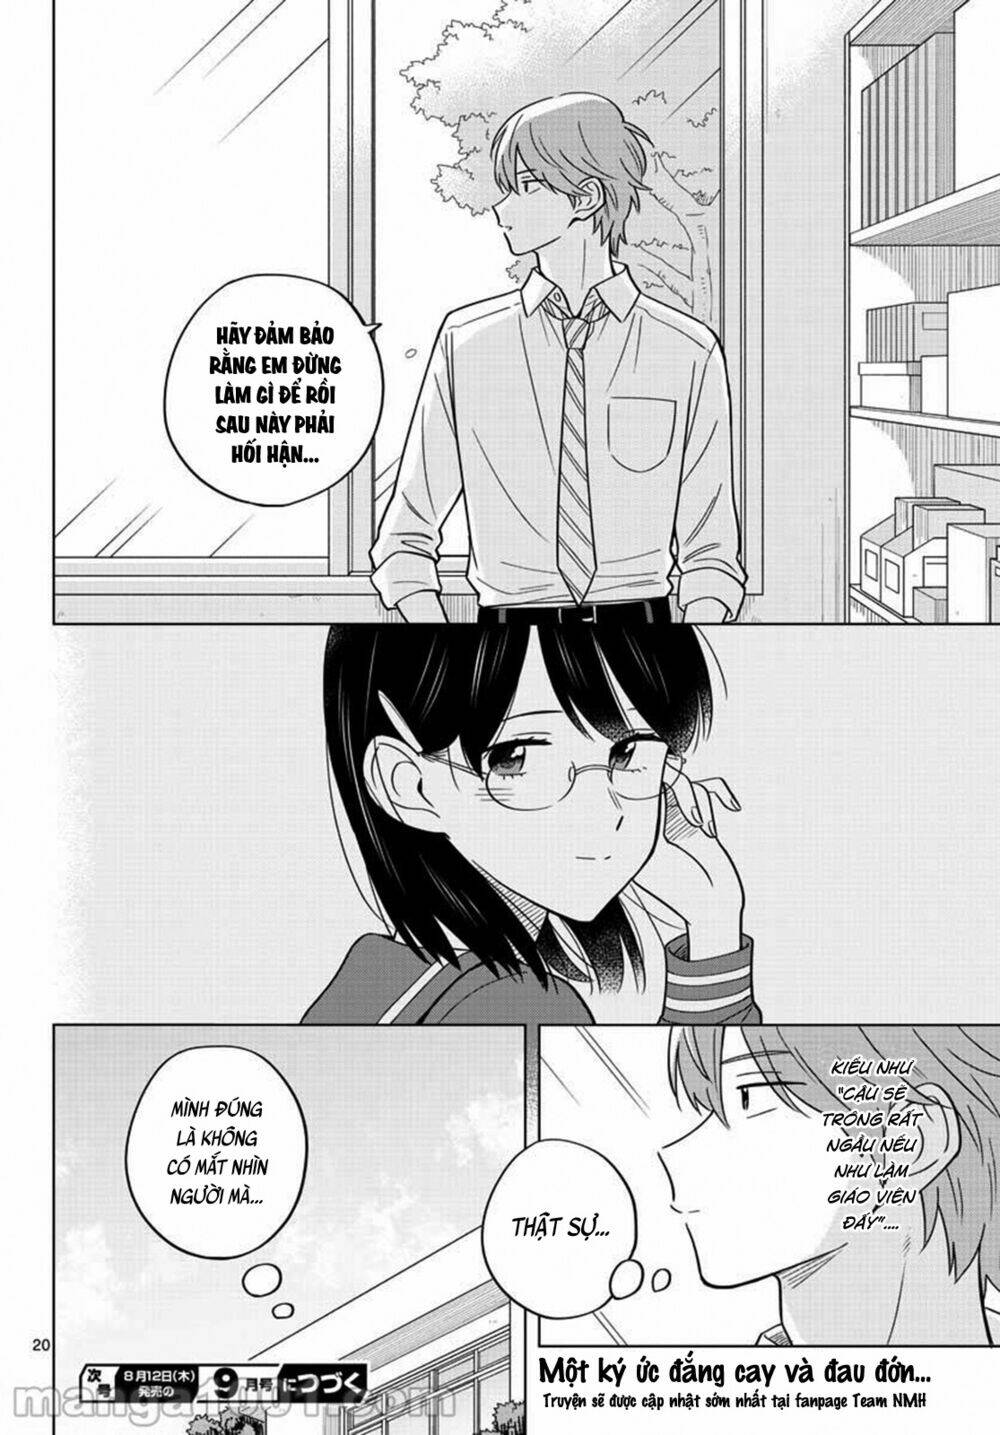 HÃY ĐẢM BẢO
RẰNG EM ĐỪNG
LÀM GÌ ĐỂ RỒI
SAU NÀY PHẢI
HỐI HẬN...
KIỂU NHƯ
"CẬU SẼ
TRÔNG RẤT
NGẦU NẾU
NHƯ LÀM
GIÁO VIÊN
ĐẤY"....
THẬT SỰ...
MÌNH ĐÚNG
LÀ KHÔNG
CÓ MẮT NHÌN
NGƯỜI MÀ...
20
次号 8月12日(木)発売の 9月号につづく
Một ký ức đắng cay và đau đớn...
Truyện sẽ được cập nhật sớm nhất tại fanpage Team NMH
manga1001.com